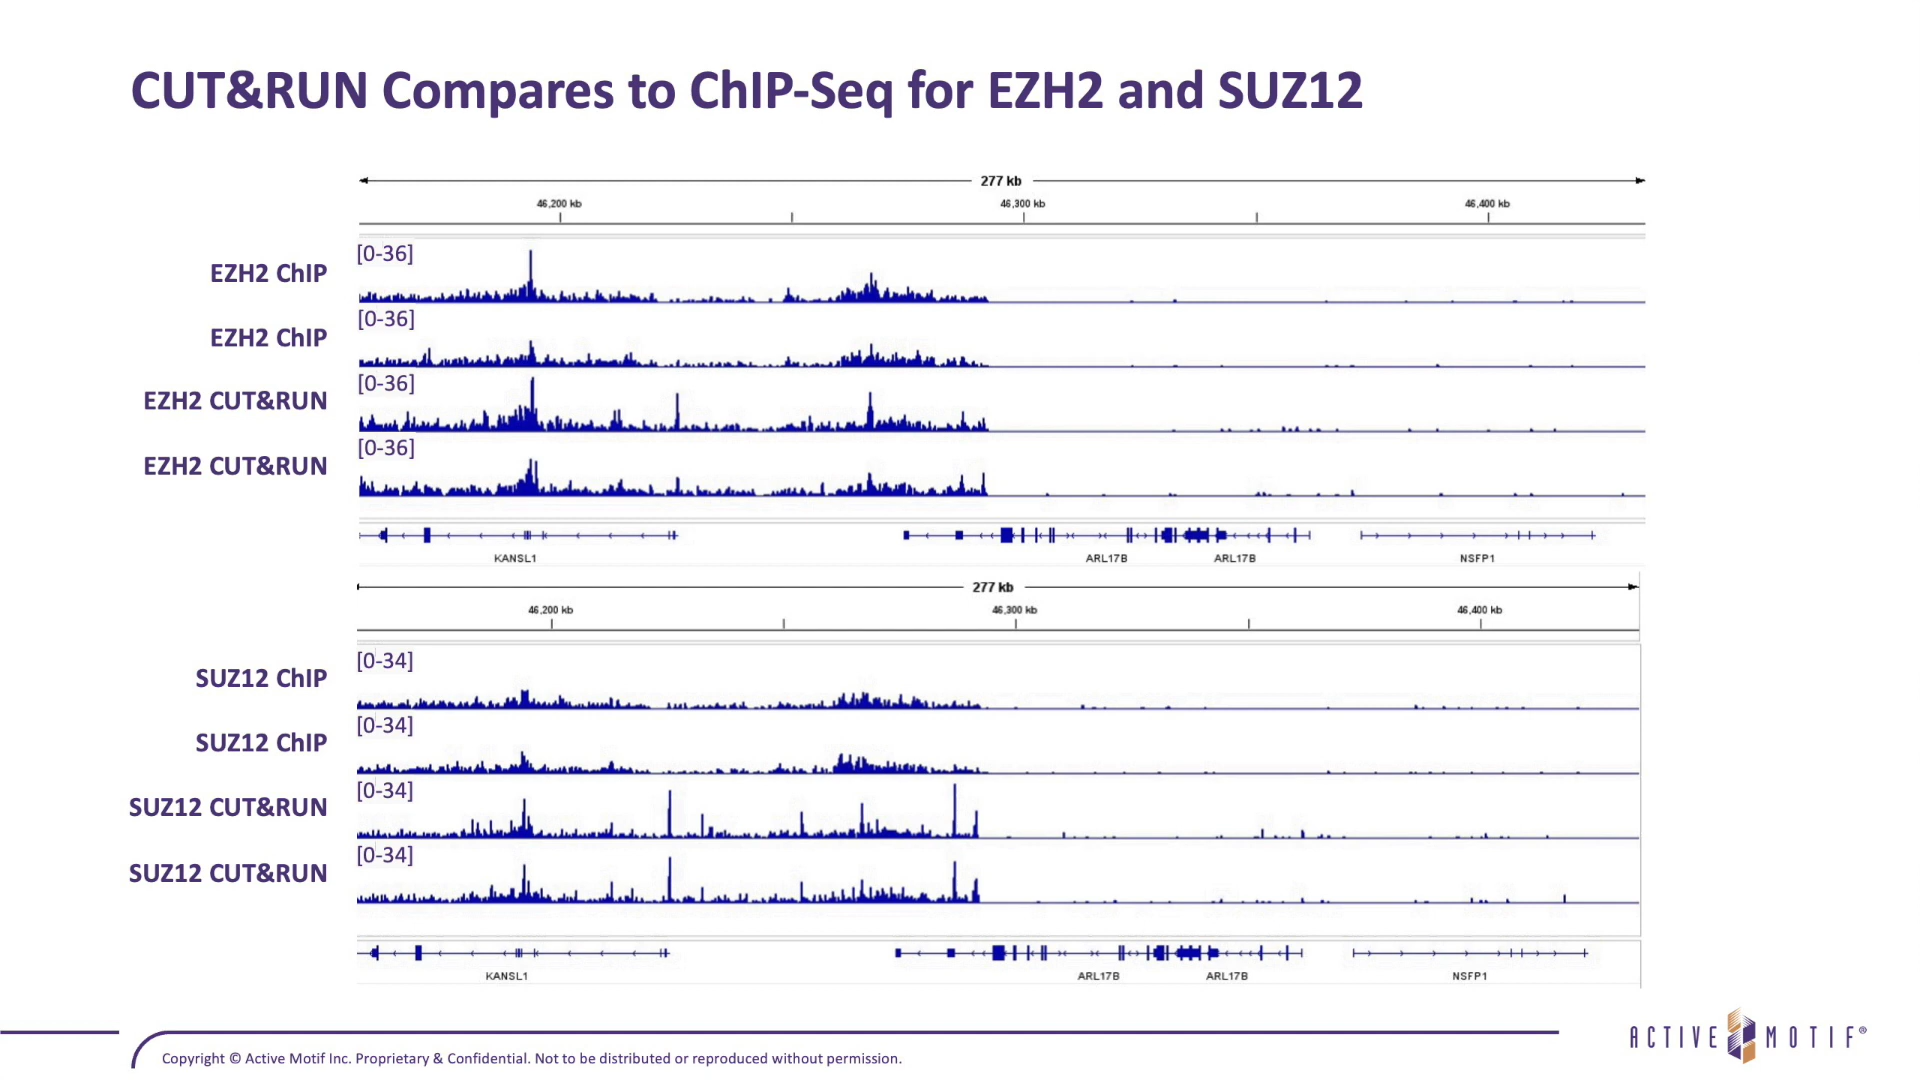 CUT&RUN Compares to ChIP-Seq for EZH2 and SUZ12
277 kb
46,200 kb 46,300 kb 46,400 kb
[0-36]
EZH2 ChIP
[0-36]
EZH2 ChIP
[0-36]
EZH2 CUT&RUN
[0-36]
EZH2 CUT&RUN
KANSL1 ARL17B ARL17B NSFP1
277 kb
46,200 kb 46,300 kb 46,400 kb
[0-34]
SUZ12 ChIP
[0-34]
SUZ12 ChIP
[0-34]
SUZ12 CUT&RUN
[0-34]
SUZ12 CUT&RUN
KANSL1 ARL17B ARL17B NSFP1
ACTIVE MOTIF®
Copyright © Active Motif Inc. Proprietary & Confidential. Not to be distributed or reproduced without permission.